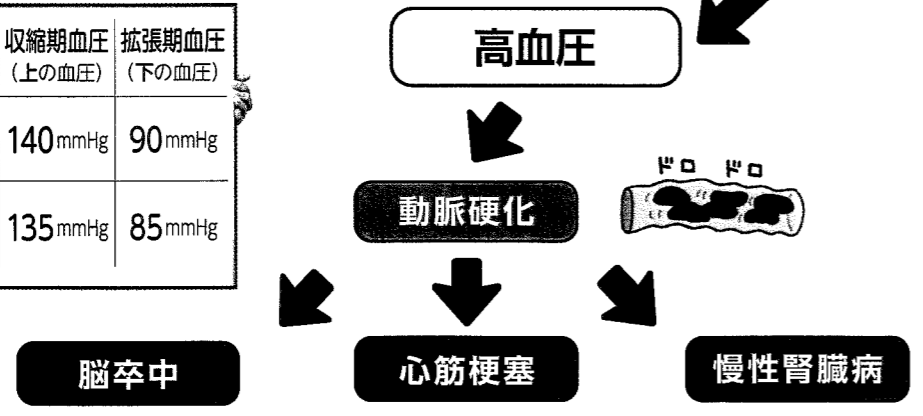 収縮期血圧 拡張期血圧
(上の血圧) (下の血圧)
140mmHg 90mmHg
135mmHg 85mmHg
高血圧
動脈硬化
ドロ ドロ
脳卒中 心筋梗塞 慢性腎臓病